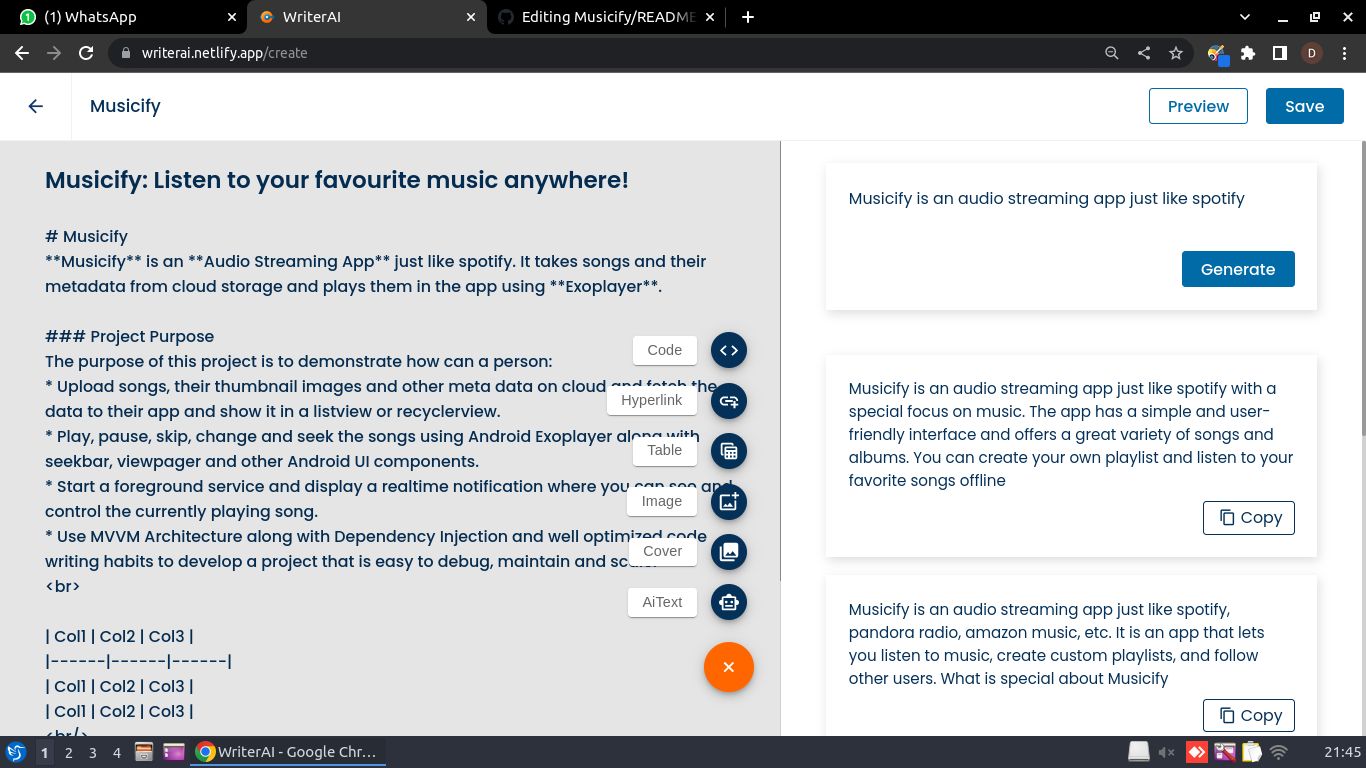 (1) WhatsApp
WriterAI
Editing Musicify/README
writerai.netlify.app/create
D
Musicify
Preview
Save
Musicify: Listen to your favourite music anywhere!
# Musicify
**Musicify** is an **Audio Streaming App** just like spotify. It takes songs and their
metadata from cloud storage and plays them in the app using **Exoplayer**.
### Project Purpose
The purpose of this project is to demonstrate how can a person:
* Upload songs, their thumbnail images and other meta data on cloud and fetch the
data to their app and show it in a listview or recyclerview.
* Play, pause, skip, change and seek the songs using Android Exoplayer along with
seekbar, viewpager and other Android UI components.
* Start a foreground service and display a realtime notification where you can see and
control the currently playing song.
* Use MVVM Architecture along with Dependency Injection and well optimized code
writing habits to develop a project that is easy to debug, maintain and
<br>
| Col1 | Col2 | Col3 |
|------|------|------|
| Col1 | Col2 | Col3 |
| Col1 | Col2 | Col3 |
<br/>
Code
Hyperlink
Table
Image
Cover
AiText
Musicify is an audio streaming app just like spotify
Generate
Musicify is an audio streaming app just like spotify with a
special focus on music. The app has a simple and user-
friendly interface and offers a great variety of songs and
albums. You can create your own playlist and listen to your
favorite songs offline
Copy
Musicify is an audio streaming app just like spotify,
pandora radio, amazon music, etc. It is an app that lets
you listen to music, create custom playlists, and follow
other users. What is special about Musicify
Copy
1 2 3 4
WriterAI - Google Chr...
21:45